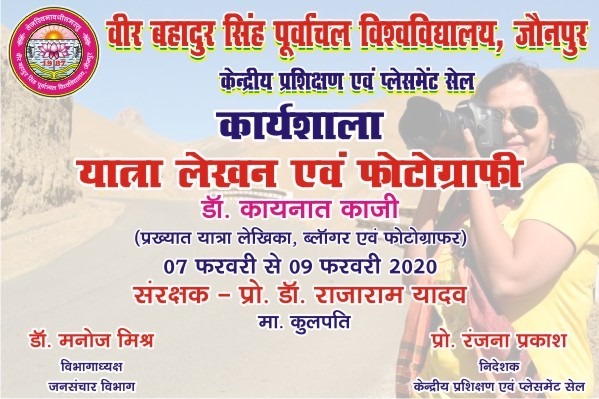 वीर बहादुर सिंह पूर्वांचल विश्वविद्यालय, जौनपुर
केन्द्रीय प्रशिक्षण एवं प्लेसमेंट सेल
कार्यशाला
यात्रा लेखन एवं फोटोग्राफी
डॉ. कायनात काजी
(प्रख्यात यात्रा लेखिका, ब्लॉगर एवं फोटोग्राफर)
07 फरवरी से 09 फरवरी 2020
संरक्षक – प्रो. डॉ. राजाराम यादव
मा. कुलपति
डॉ. मनोज मिश्र
विभागाध्यक्ष
जनसंचार विभाग
प्रो. रंजना प्रकाश
निदेशक
केन्द्रीय प्रशिक्षण एवं प्लेसमेंट सेल
1987